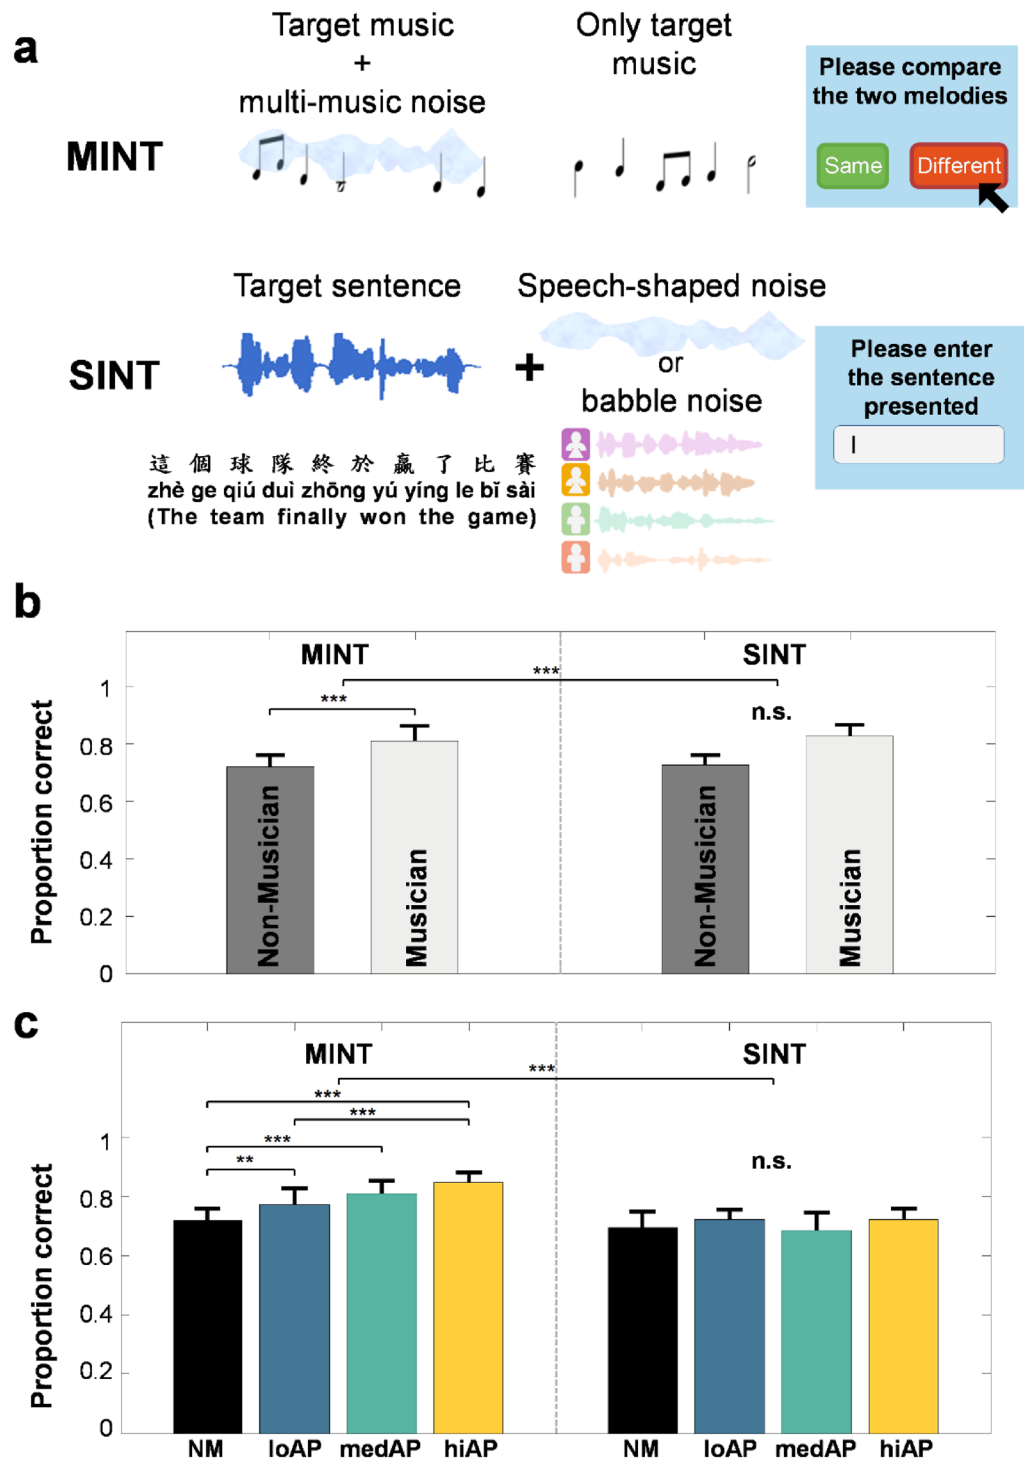 a
Target music
+
multi-music noise
Only target
music
Please compare
the two melodies
MINT
Same
Different
Target sentence
Speech-shaped noise
SINT
+
or
babble noise
Please enter
the sentence
presented
這 個 球 隊 終 於 贏 了 比 賽
zhè ge qiú duì zhōng yú yíng le bǐ sài
(The team finally won the game)
b
MINT
SINT
***
***
n.s.
Proportion correct
1
0.8
0.6
0.4
0.2
0
Non-Musician
Musician
Non-Musician
Musician
c
MINT
SINT
***
***
***
***
**
n.s.
Proportion correct
1
0.8
0.6
0.4
0.2
0
NM
loAP
medAP
hiAP
NM
loAP
medAP
hiAP